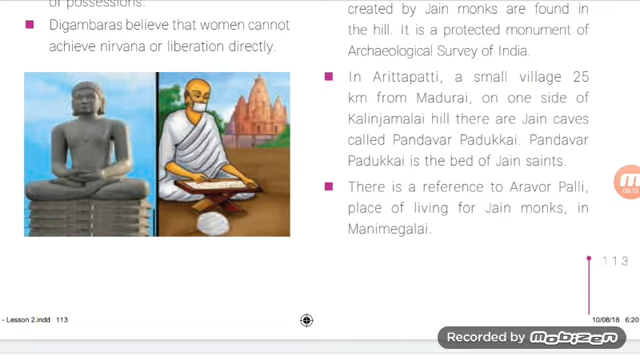 of possessions.
Digambaras believe that women cannot
achieve nirvana or liberation directly.
created by Jain monks are found in
the hill. It is a protected monument of
Archaeological Survey of India.
In Arittapatti, a small village 25
km from Madurai, on one side of
Kalinjamalai hill there are Jain caves
called Pandavar Padukkai. Pandavar
Padukkai is the bed of Jain saints.
There is a reference to Aravor Palli,
place of living for Jain monks, in
Manimegalai.
113
- Lesson 2.indd 113
10/08/18 6:20
Recorded by Mobizen